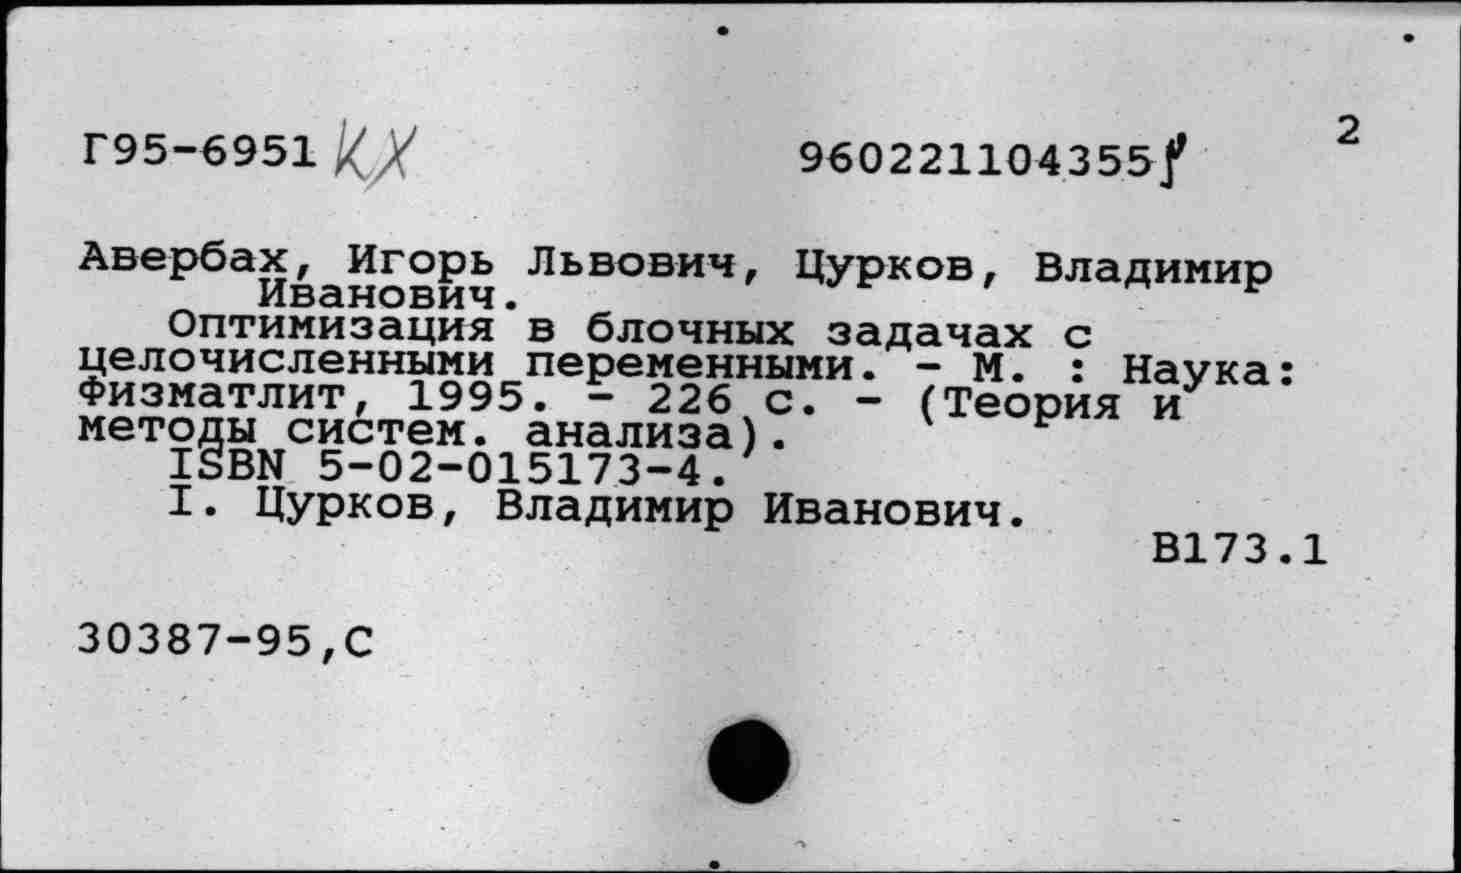 Г95-6951 КХ 960221104355 2
Авербах, Игорь Львович, Цурков, Владимир
Иванович.
Оптимизация в блочных задачах с
целочисленными переменными. - М. : Наука:
Физматлит, 1995. - 226 с. - (Теория и
методы систем. анализа).
ISBN 5-02-015173-4.
I. Цурков, Владимир Иванович.
В173.1
30387-95,С